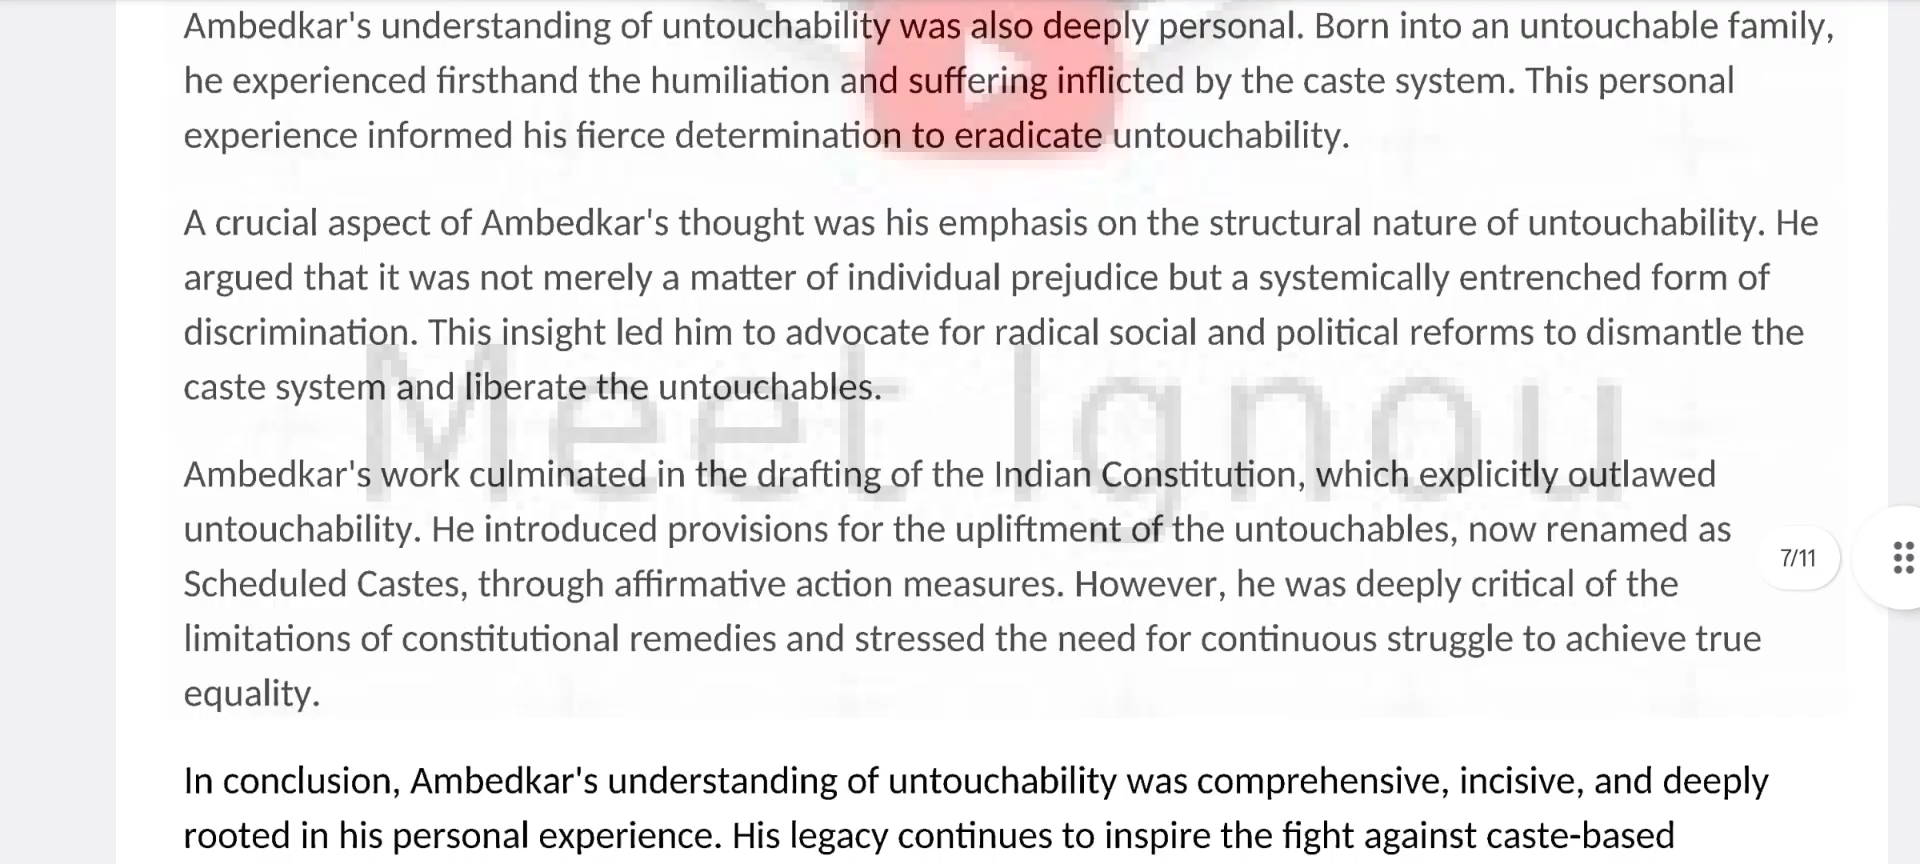 Ambedkar's understanding of untouchability was also deeply personal. Born into an untouchable family,
he experienced firsthand the humiliation and suffering inflicted by the caste system. This personal
experience informed his fierce determination to eradicate untouchability.
A crucial aspect of Ambedkar's thought was his emphasis on the structural nature of untouchability. He
argued that it was not merely a matter of individual prejudice but a systemically entrenched form of
discrimination. This insight led him to advocate for radical social and political reforms to dismantle the
caste system and liberate the untouchables.
Meet Ignou
Ambedkar's work culminated in the drafting of the Indian Constitution, which explicitly outlawed
untouchability. He introduced provisions for the upliftment of the untouchables, now renamed as
7/11
Scheduled Castes, through affirmative action measures. However, he was deeply critical of the
limitations of constitutional remedies and stressed the need for continuous struggle to achieve true
equality.
In conclusion, Ambedkar's understanding of untouchability was comprehensive, incisive, and deeply
rooted in his personal experience. His legacy continues to inspire the fight against caste-based